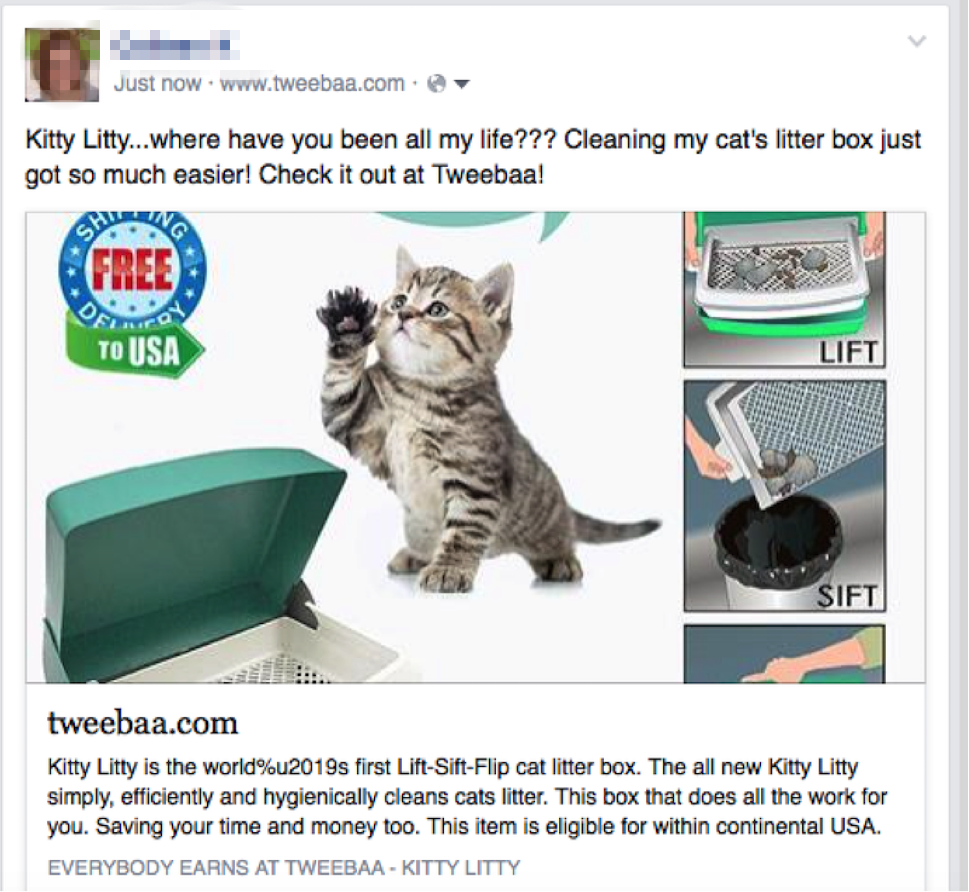 Just now · www.tweebaa.com ·
Kitty Litty...where have you been all my life??? Cleaning my cat's litter box just
got so much easier! Check it out at Tweebaa!
SHIPPING
FREE
DELIVERY
TO USA
LIFT
SIFT
tweebaa.com
Kitty Litty is the world%u2019s first Lift-Sift-Flip cat litter box. The all new Kitty Litty
simply, efficiently and hygienically cleans cats litter. This box that does all the work for
you. Saving your time and money too. This item is eligible for within continental USA.
EVERYBODY EARNS AT TWEEBAA - KITTY LITTY